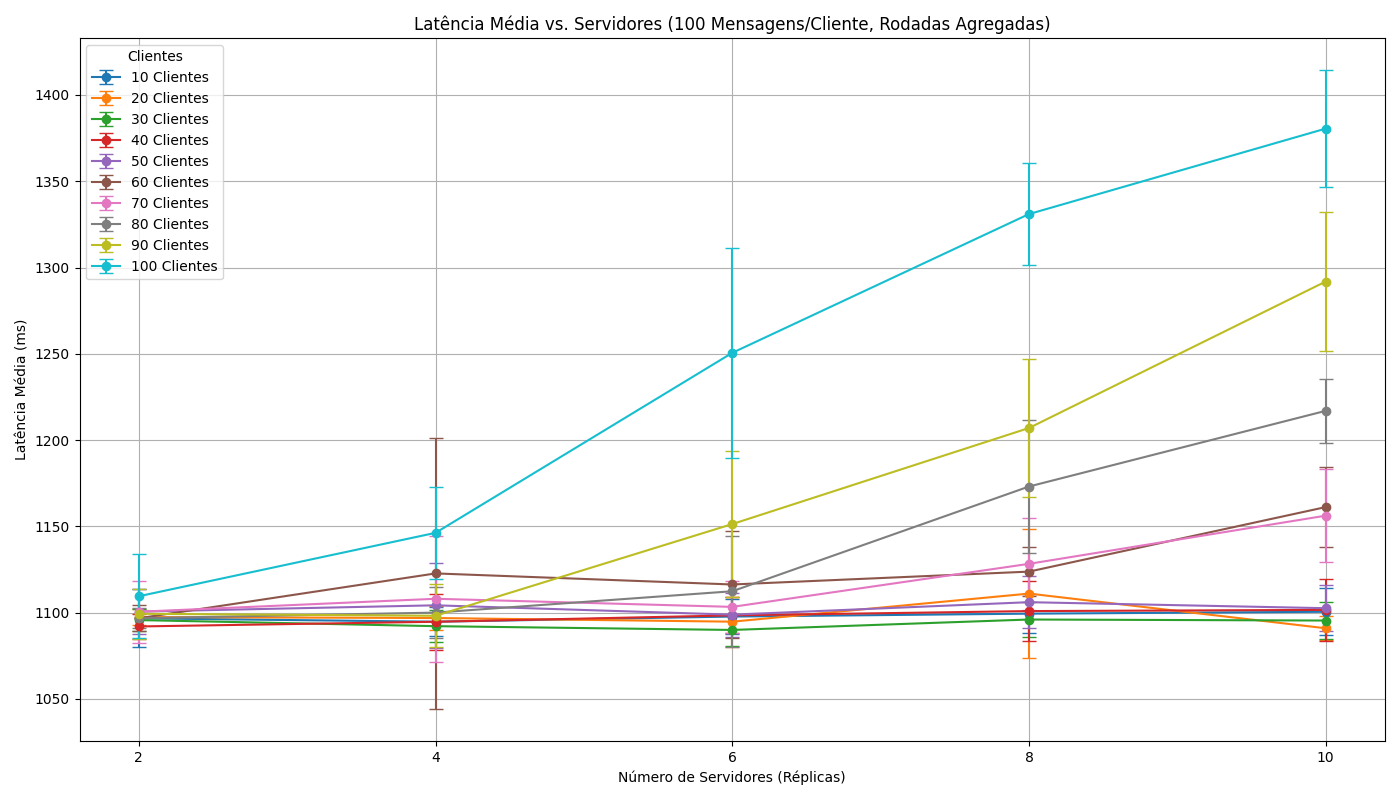 Latência Média vs. Servidores (100 Mensagens/Cliente, Rodadas Agregadas)
Clientes
10 Clientes
20 Clientes
30 Clientes
40 Clientes
50 Clientes
60 Clientes
70 Clientes
80 Clientes
90 Clientes
100 Clientes
Latência Média (ms)
1400
1350
1300
1250
1200
1150
1100
1050
2 4 6 8 10
Número de Servidores (Réplicas)